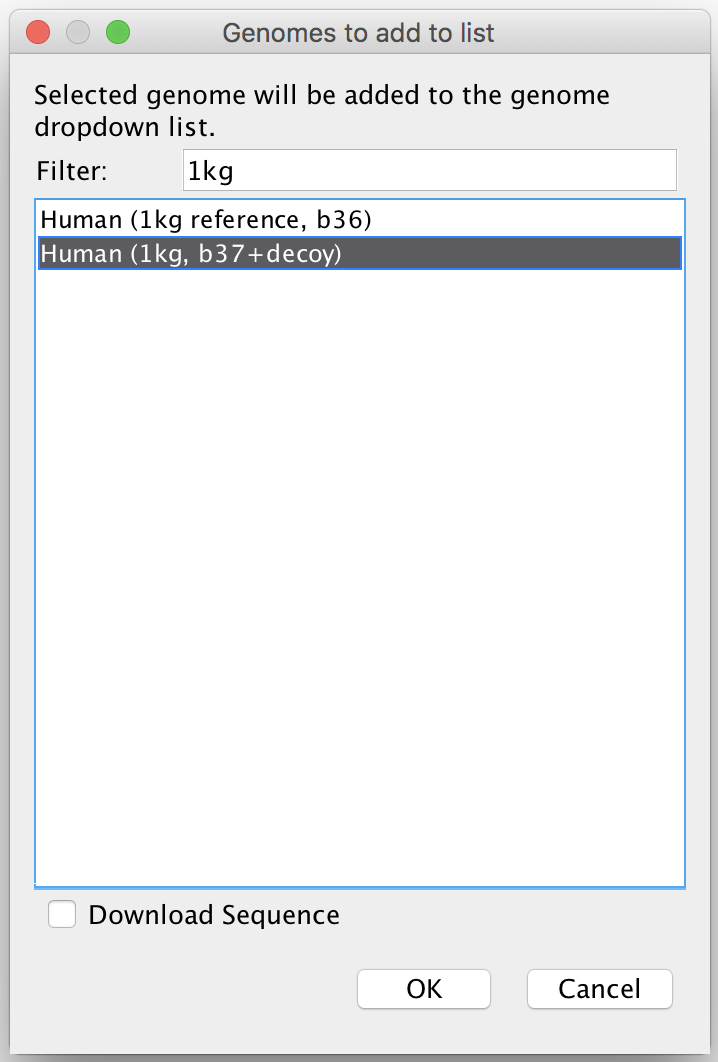 Genomes to add to list
Selected genome will be added to the genome
dropdown list.
Filter: 1kg
Human (1kg reference, b36)
Human (1kg, b37+decoy)
Download Sequence
OK Cancel